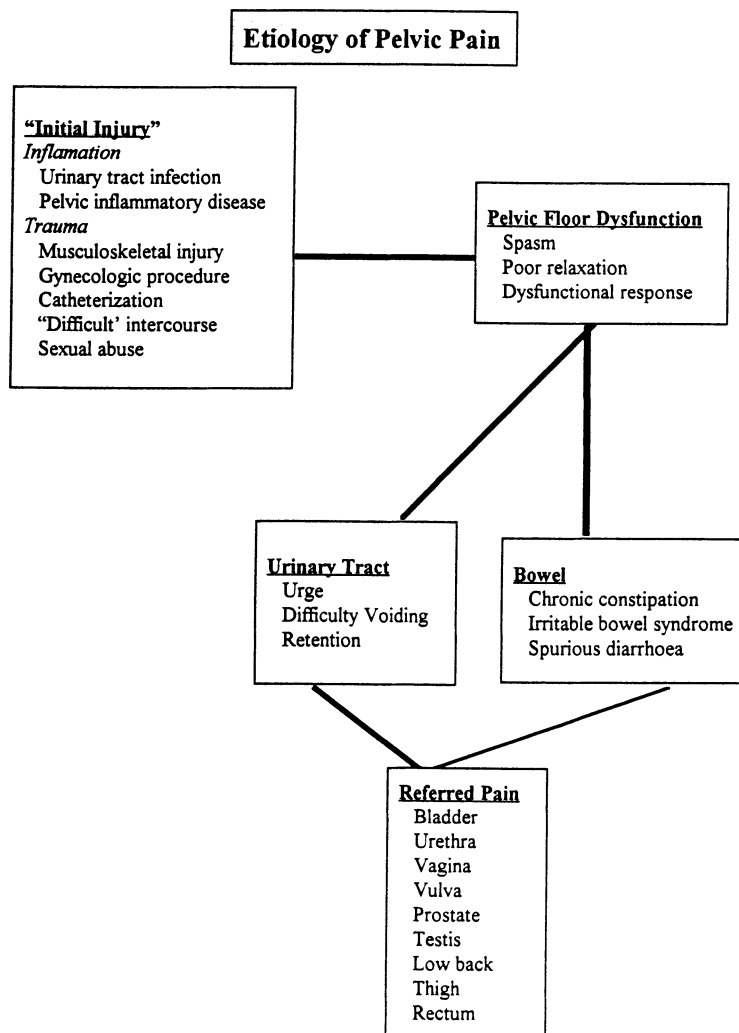 Etiology of Pelvic Pain
“Initial Injury”
Inflamation
Urinary tract infection
Pelvic inflammatory disease
Trauma
Musculoskeletal injury
Gynecologic procedure
Catheterization
“Difficult’ intercourse
Sexual abuse
Pelvic Floor Dysfunction
Spasm
Poor relaxation
Dysfunctional response
Urinary Tract
Urge
Difficulty Voiding
Retention
Bowel
Chronic constipation
Irritable bowel syndrome
Spurious diarrhoea
Referred Pain
Bladder
Urethra
Vagina
Vulva
Prostate
Testis
Low back
Thigh
Rectum